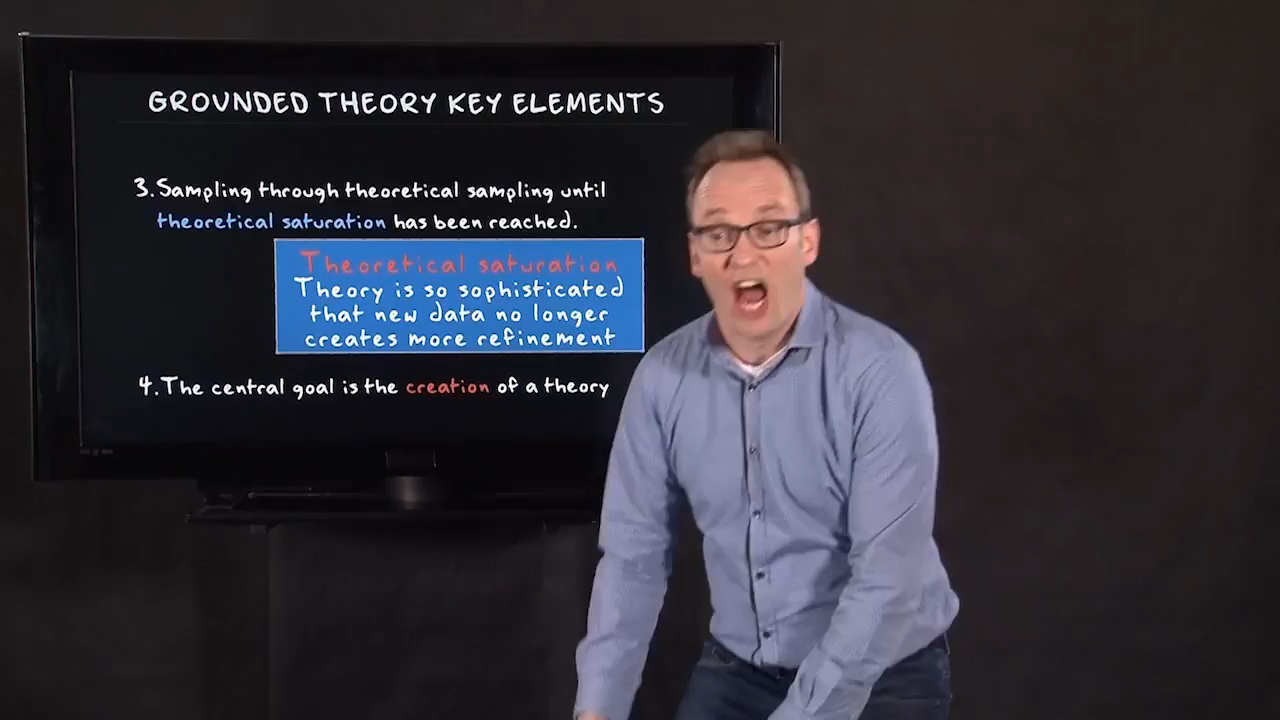 GROUNDED THEORY KEY ELEMENTS
3. Sampling through theoretical sampling until
theoretical saturation has been reached.
Theoretical saturation
Theory is so sophisticated
that new data no longer
creates more refinement
4. The central goal is the creation of a theory